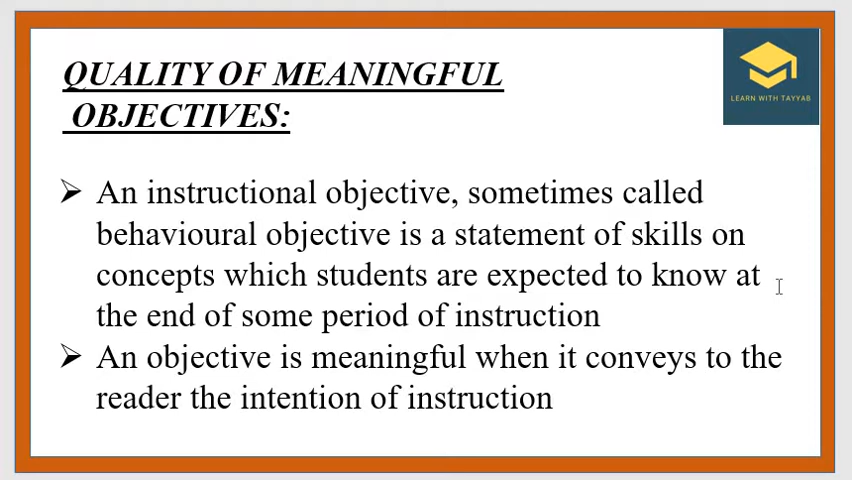 QUALITY OF MEANINGFUL
OBJECTIVES:
LEARN WITH TAYYAB
➢ An instructional objective, sometimes called
behavioural objective is a statement of skills on
concepts which students are expected to know at
the end of some period of instruction
➢ An objective is meaningful when it conveys to the
reader the intention of instruction